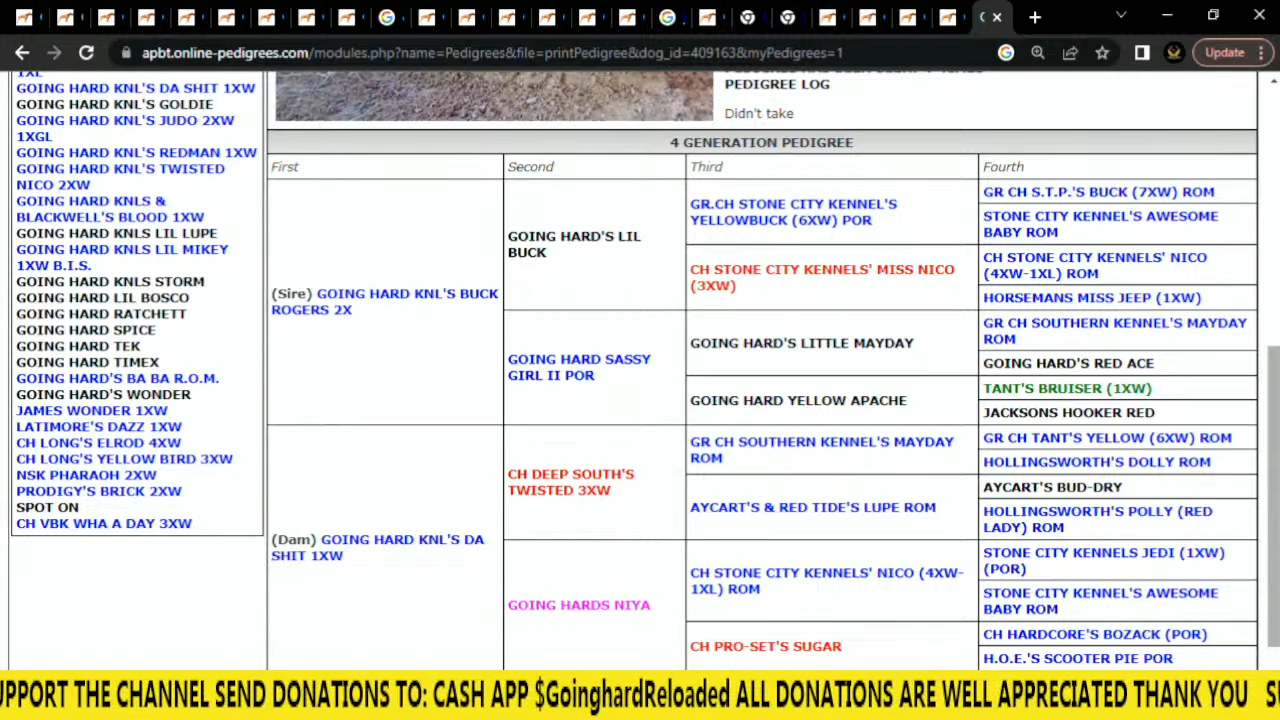 apbt.online-pedigrees.com/modules.php?name=Pedigrees&file=printPedigree&dog_id=409163&myPedigrees=1
Update
1XL
GOING HARD KNL'S DA SHIT 1XW
GOING HARD KNL'S GOLDIE
GOING HARD KNL'S JUDO 2XW
1XGL
GOING HARD KNL'S REDMAN 1XW
GOING HARD KNL'S TWISTED
NICO 2XW
GOING HARD KNLS &
BLACKWELL'S BLOOD 1XW
GOING HARD KNLS LIL LUPE
GOING HARD KNLS LIL MIKEY
1XW B.I.S.
GOING HARD KNLS STORM
GOING HARD LIL BOSCO
GOING HARD RATCHETT
GOING HARD SPICE
GOING HARD TEK
GOING HARD TIMEX
GOING HARD'S BA BA R.O.M.
GOING HARD'S WONDER
JAMES WONDER 1XW
LATIMORE'S DAZZ 1XW
CH LONG'S ELROD 4XW
CH LONG'S YELLOW BIRD 3XW
NSK PHARAOH 2XW
PRODIGY'S BRICK 2XW
SPOT ON
CH VBK WHA A DAY 3XW
PEDIGREE LOG
Didn't take
4 GENERATION PEDIGREE
First
Second
Third
Fourth
(Sire) GOING HARD KNL'S BUCK
ROGERS 2X
GOING HARD'S LIL
BUCK
GR.CH STONE CITY KENNEL'S
YELLOWBUCK (6XW) POR
GR CH S.T.P.'S BUCK (7XW) ROM
STONE CITY KENNEL'S AWESOME
BABY ROM
CH STONE CITY KENNELS' MISS NICO
(3XW)
CH STONE CITY KENNELS' NICO
(4XW-1XL) ROM
HORSEMANS MISS JEEP (1XW)
GOING HARD SASSY
GIRL II POR
GOING HARD'S LITTLE MAYDAY
GR CH SOUTHERN KENNEL'S MAYDAY
ROM
GOING HARD'S RED ACE
GOING HARD YELLOW APACHE
TANT'S BRUISER (1XW)
JACKSONS HOOKER RED
(Dam) GOING HARD KNL'S DA
SHIT 1XW
CH DEEP SOUTH'S
TWISTED 3XW
GR CH SOUTHERN KENNEL'S MAYDAY
ROM
GR CH TANT'S YELLOW (6XW) ROM
HOLLINGSWORTH'S DOLLY ROM
AYCART'S & RED TIDE'S LUPE ROM
AYCART'S BUD-DRY
HOLLINGSWORTH'S POLLY (RED
LADY) ROM
GOING HARDS NIYA
CH STONE CITY KENNELS' NICO (4XW-
1XL) ROM
STONE CITY KENNELS JEDI (1XW)
(POR)
STONE CITY KENNEL'S AWESOME
BABY ROM
CH PRO-SET'S SUGAR
CH HARDCORE'S BOZACK (POR)
H.O.E.'S SCOOTER PIE POR
UPPORT THE CHANNEL SEND DONATIONS TO: CASH APP $GoinghardReloaded ALL DONATIONS ARE WELL APPRECIATED THANK YOU